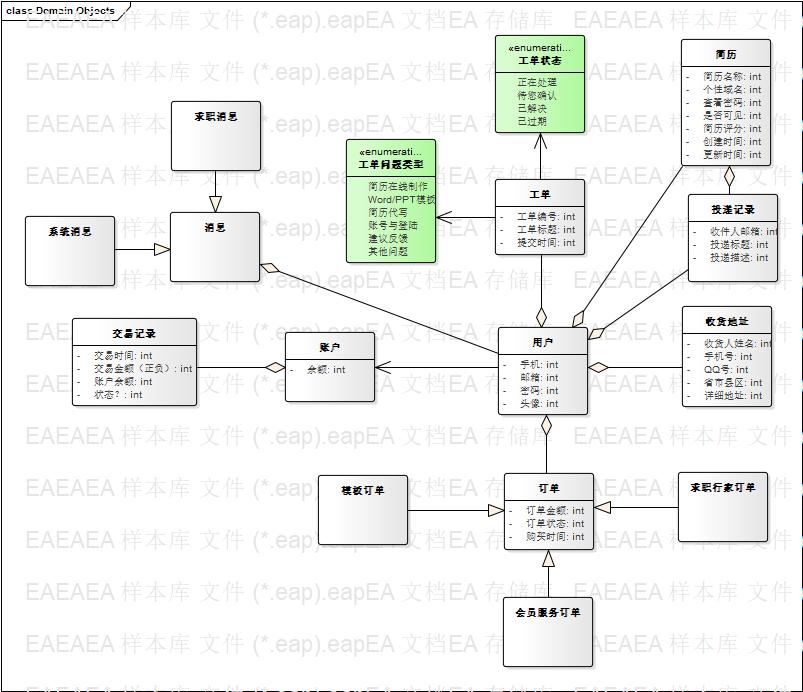 class Domain Objects
«enumerati...
工单状态
正在处理
待您确认
已解决
已过期
简历
- 简历名称: int
- 个性域名: int
- 查看密码: int
- 是否可见: int
- 简历评分: int
- 创建时间: int
- 更新时间: int
求职消息
«enumerati...
工单问题类型
简历在线制作
Word/PPT模板
简历代写
账号与登陆
建议反馈
其他问题
工单
- 工单编号: int
- 工单标题: int
- 提交时间: int
投递记录
- 收件人邮箱: int
- 投递标题: int
- 投递描述: int
系统消息
消息
交易记录
- 交易时间: int
- 交易金额（正负）: int
- 账户余额: int
- 状态？: int
账户
- 余额: int
用户
- 手机: int
- 邮箱: int
- 密码: int
- 头像: int
收货地址
- 收货人姓名: int
- 手机号: int
- QQ号: int
- 省市县区: int
- 详细地址: int
模板订单
订单
- 订单金额: int
- 订单状态: int
- 购买时间: int
求职行家订单
会员服务订单
EAEAEA 样本库 文件 (*.eap).eapEA 文档EA 存储库